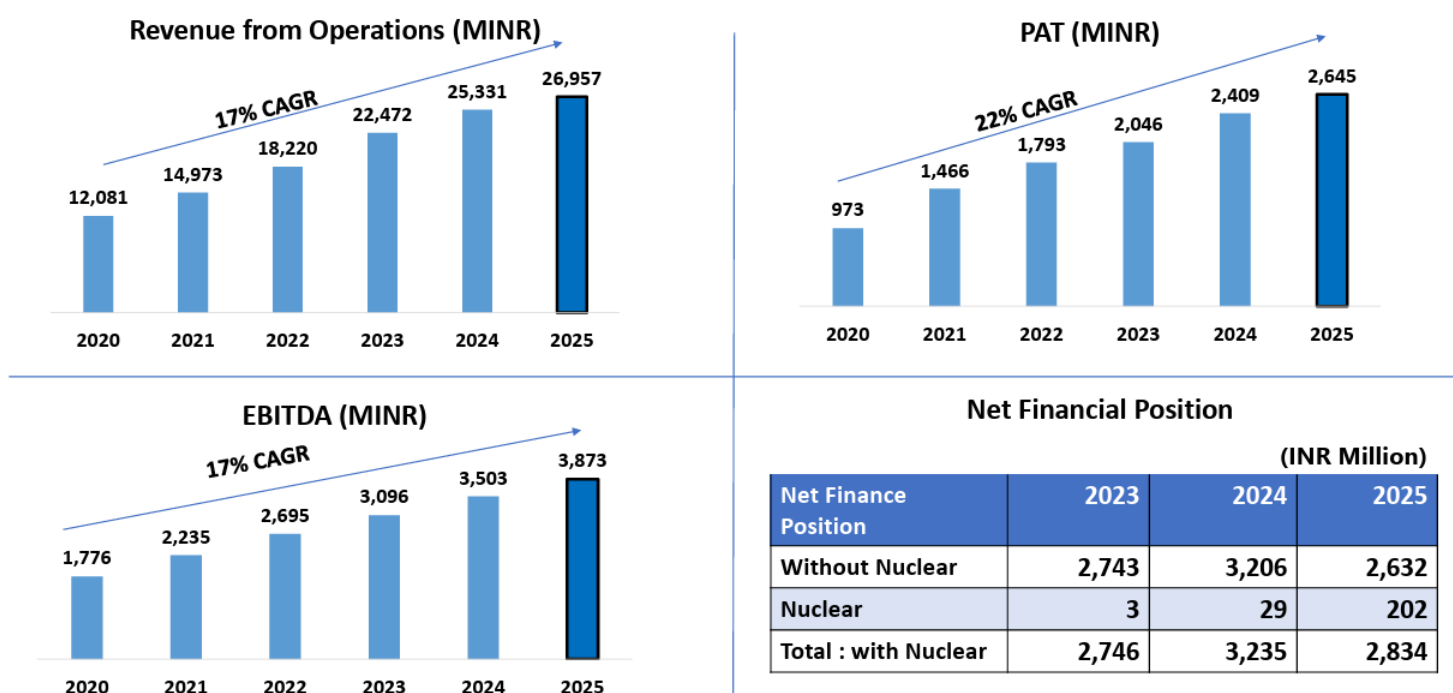 Revenue from Operations (MINR)
17% CAGR
12,081
14,973
18,220
22,472
25,331
26,957
2020 2021 2022 2023 2024 2025
PAT (MINR)
22% CAGR
973
1,466
1,793
2,046
2,409
2,645
2020 2021 2022 2023 2024 2025
EBITDA (MINR)
17% CAGR
1,776
2,235
2,695
3,096
3,503
3,873
2020 2021 2022 2023 2024 2025
Net Financial Position
(INR Million)
Net Finance 2023 2024 2025
Position
Without Nuclear 2,743 3,206 2,632
Nuclear 3 29 202
Total : with Nuclear 2,746 3,235 2,834